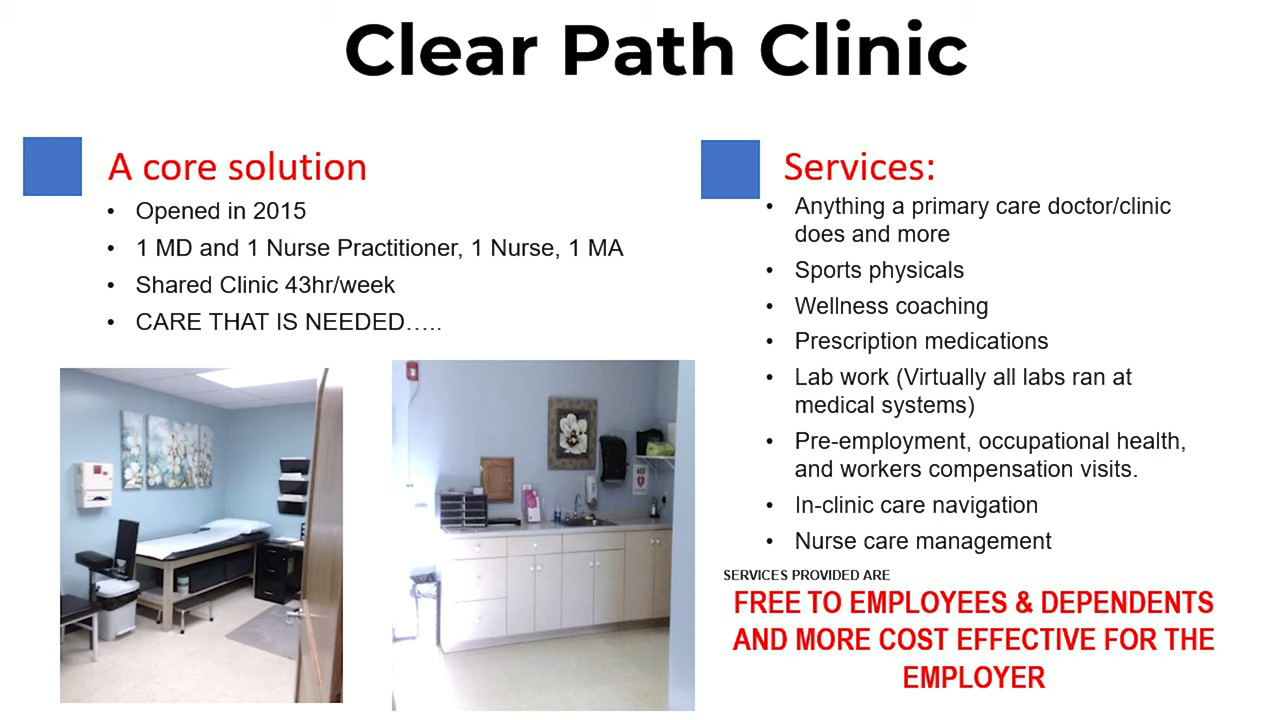 Clear Path Clinic
A core solution
• Opened in 2015
• 1 MD and 1 Nurse Practitioner, 1 Nurse, 1 MA
• Shared Clinic 43hr/week
• CARE THAT IS NEEDED…..
Services:
• Anything a primary care doctor/clinic
does and more
• Sports physicals
• Wellness coaching
• Prescription medications
• Lab work (Virtually all labs ran at
medical systems)
• Pre-employment, occupational health,
and workers compensation visits.
• In-clinic care navigation
• Nurse care management
SERVICES PROVIDED ARE
FREE TO EMPLOYEES & DEPENDENTS
AND MORE COST EFFECTIVE FOR THE
EMPLOYER
AED